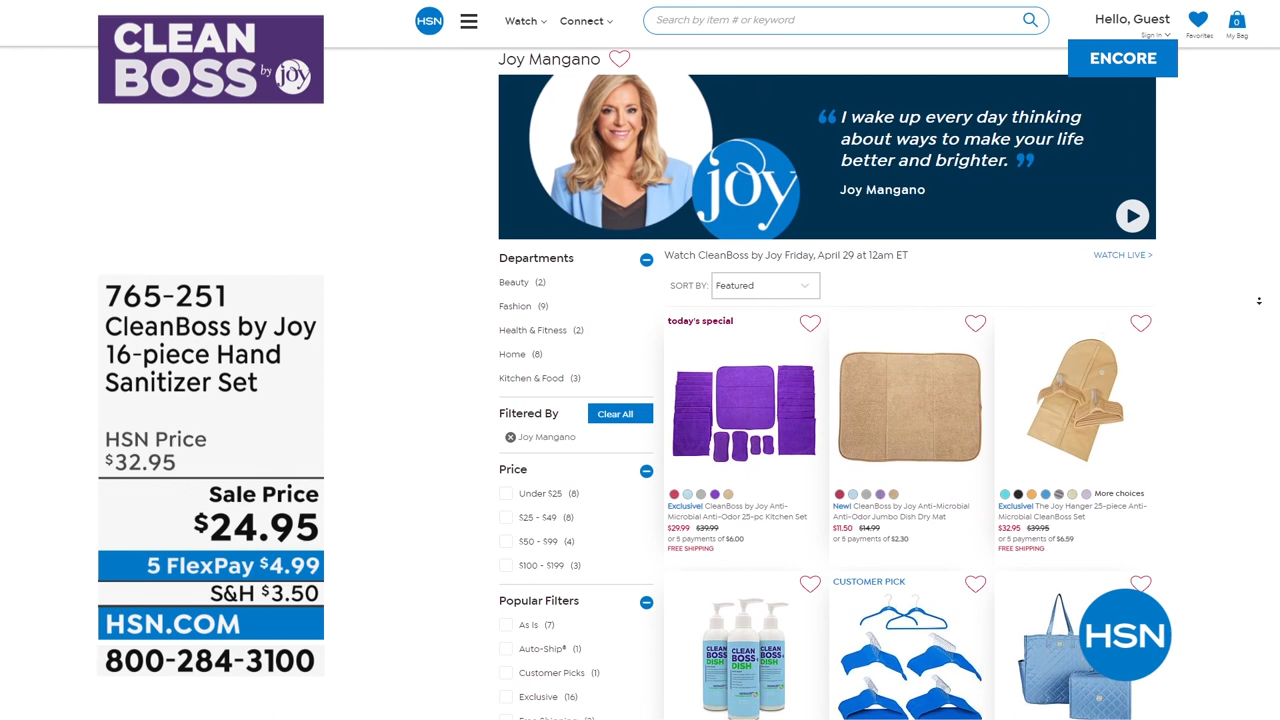 CLEAN
BOSS by joy
765-251
CleanBoss by Joy
16-piece Hand
Sanitizer Set
HSN Price
$32.95
Sale Price
$24.95
5 FlexPay $4.99
S&H $3.50
HSN.COM
800-284-3100
HSN
Watch
Connect
Search by item # or keyword
Hello, Guest
Sign in
Favorites
0
My Bag
ENCORE
Joy Mangano
joy
“ I wake up every day thinking
about ways to make your life
better and brighter. ”
Joy Mangano
Departments
Beauty (2)
Fashion (9)
Health & Fitness (2)
Home (8)
Kitchen & Food (3)
Filtered By
Clear All
Joy Mangano
Price
Under $25 (8)
$25 - $49 (8)
$50 - $99 (4)
$100 - $199 (3)
Popular Filters
As Is (7)
Auto-Ship® (1)
Customer Picks (1)
Exclusive (16)
Watch CleanBoss by Joy Friday, April 29 at 12am ET
WATCH LIVE >
SORT BY: Featured
today's special
Exclusive! CleanBoss by Joy Anti-
Microbial Anti-Odor 25-pc Kitchen Set
$29.99 $39.99
or 5 payments of $6.00
FREE SHIPPING
New! CleanBoss by Joy Anti-Microbial
Anti-Odor Jumbo Dish Dry Mat
$11.50 $14.99
or 5 payments of $2.30
More choices
Exclusive! The Joy Hanger 25-piece Anti-
Microbial CleanBoss Set
$32.95 $39.95
or 5 payments of $6.59
FREE SHIPPING
CLEAN
BOSS
DISH
CLEAN
BOSS
DISH
CLEAN
BOSS
DISH
CUSTOMER PICK
HSN